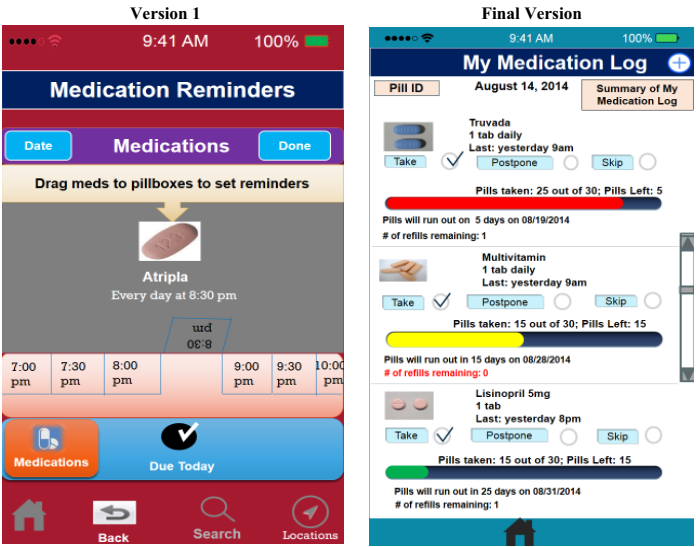 Version 1
9:41 AM 100%
Medication Reminders
Date Medications Done
Drag meds to pillboxes to set reminders
123
Atripla
Every day at 8:30 pm
8:30
pm
7:00 7:30 8:00 9:00 9:30 10:00
pm pm pm pm pm pm
Medications
Due Today
Back Search Locations
Final Version
9:41 AM 100%
My Medication Log
Pill ID August 14, 2014 Summary of My
Medication Log
Truvada
1 tab daily
Last: yesterday 9am
Take Postpone Skip
Pills taken: 25 out of 30; Pills Left: 5
Pills will run out on 5 days on 08/19/2014
# of refills remaining: 1
Multivitamin
1 tab daily
Last: yesterday 9am
Take Postpone Skip
Pills taken: 15 out of 30; Pills Left: 15
Pills will run out in 15 days on 08/28/2014
# of refills remaining: 0
Lisinopril 5mg
1 tab
Last: yesterday 8pm
Take Postpone Skip
Pills taken: 15 out of 30; Pills Left: 15
Pills will run out in 25 days on 08/31/2014
# of refills remaining: 1